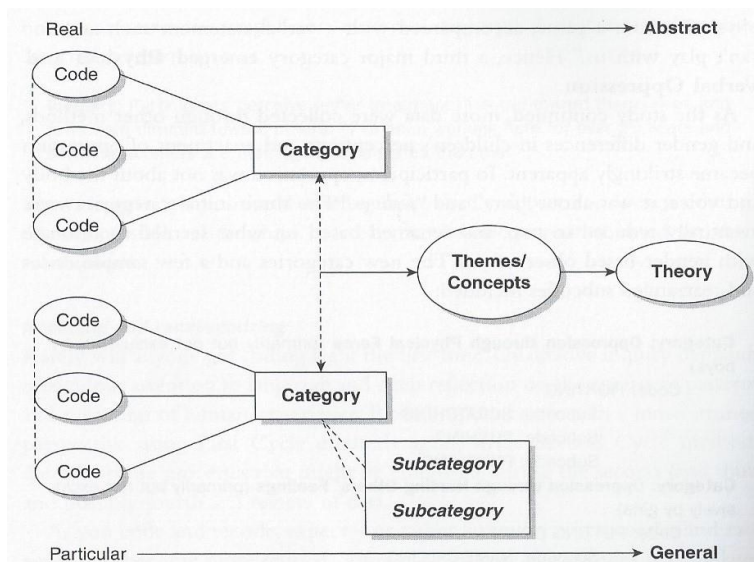 Real
Abstract
Code
Code
Category
Code
Themes/
Concepts
Theory
Code
Code
Category
Code
Subcategory
Subcategory
Particular
General